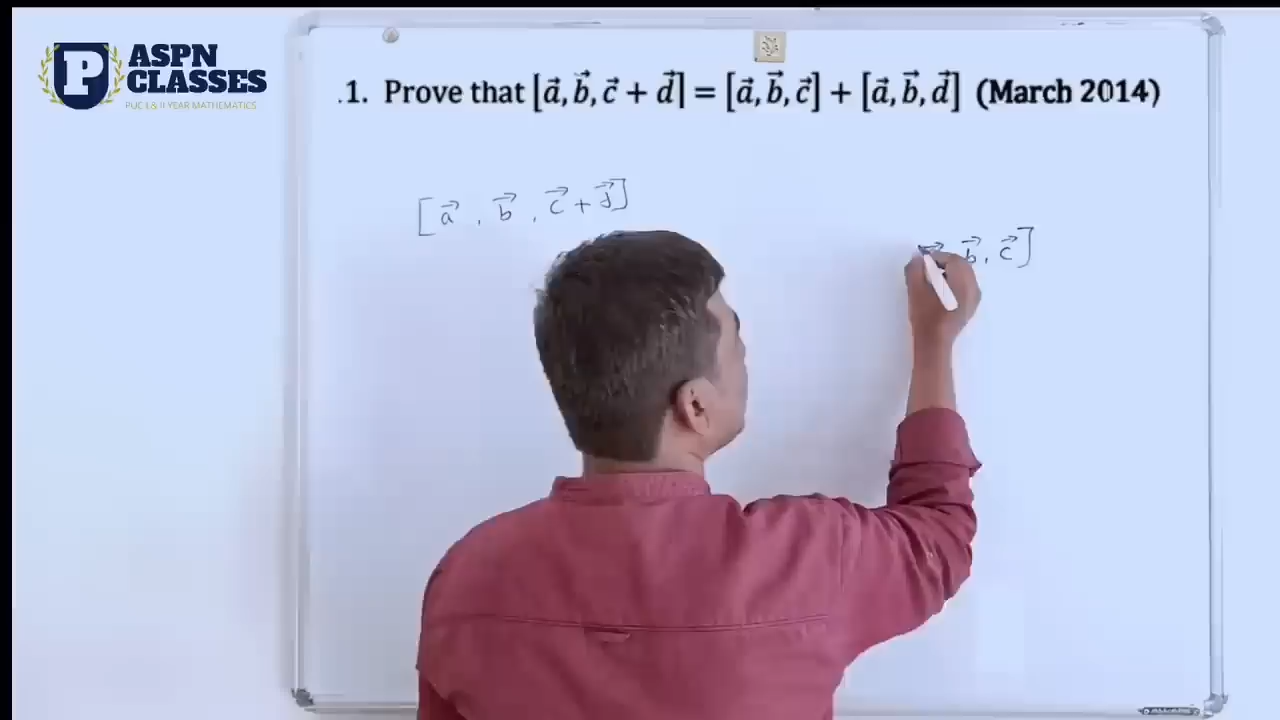 ASPN
CLASSES
PUC I & II YEAR MATHEMATICS
.1. Prove that [a⃗, b⃗, c⃗ + d⃗] = [a⃗, b⃗, c⃗] + [a⃗, b⃗, d⃗] (March 2014)
[a⃗ , b⃗ , c⃗ + d⃗]
b⃗, c⃗]